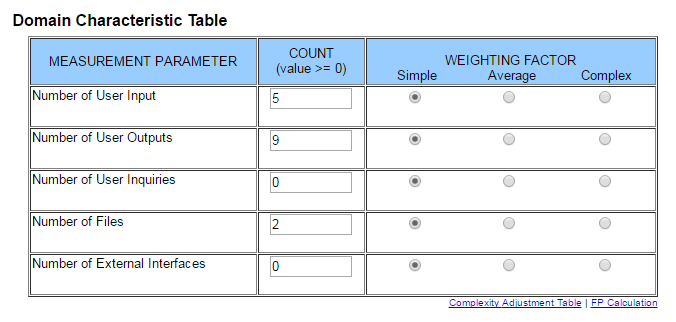 Domain Characteristic Table
MEASUREMENT PARAMETER
COUNT
(value >= 0)
WEIGHTING FACTOR
Simple Average Complex
Number of User Input 5
Number of User Outputs 9
Number of User Inquiries 0
Number of Files 2
Number of External Interfaces 0
Complexity Adjustment Table | FP Calculation